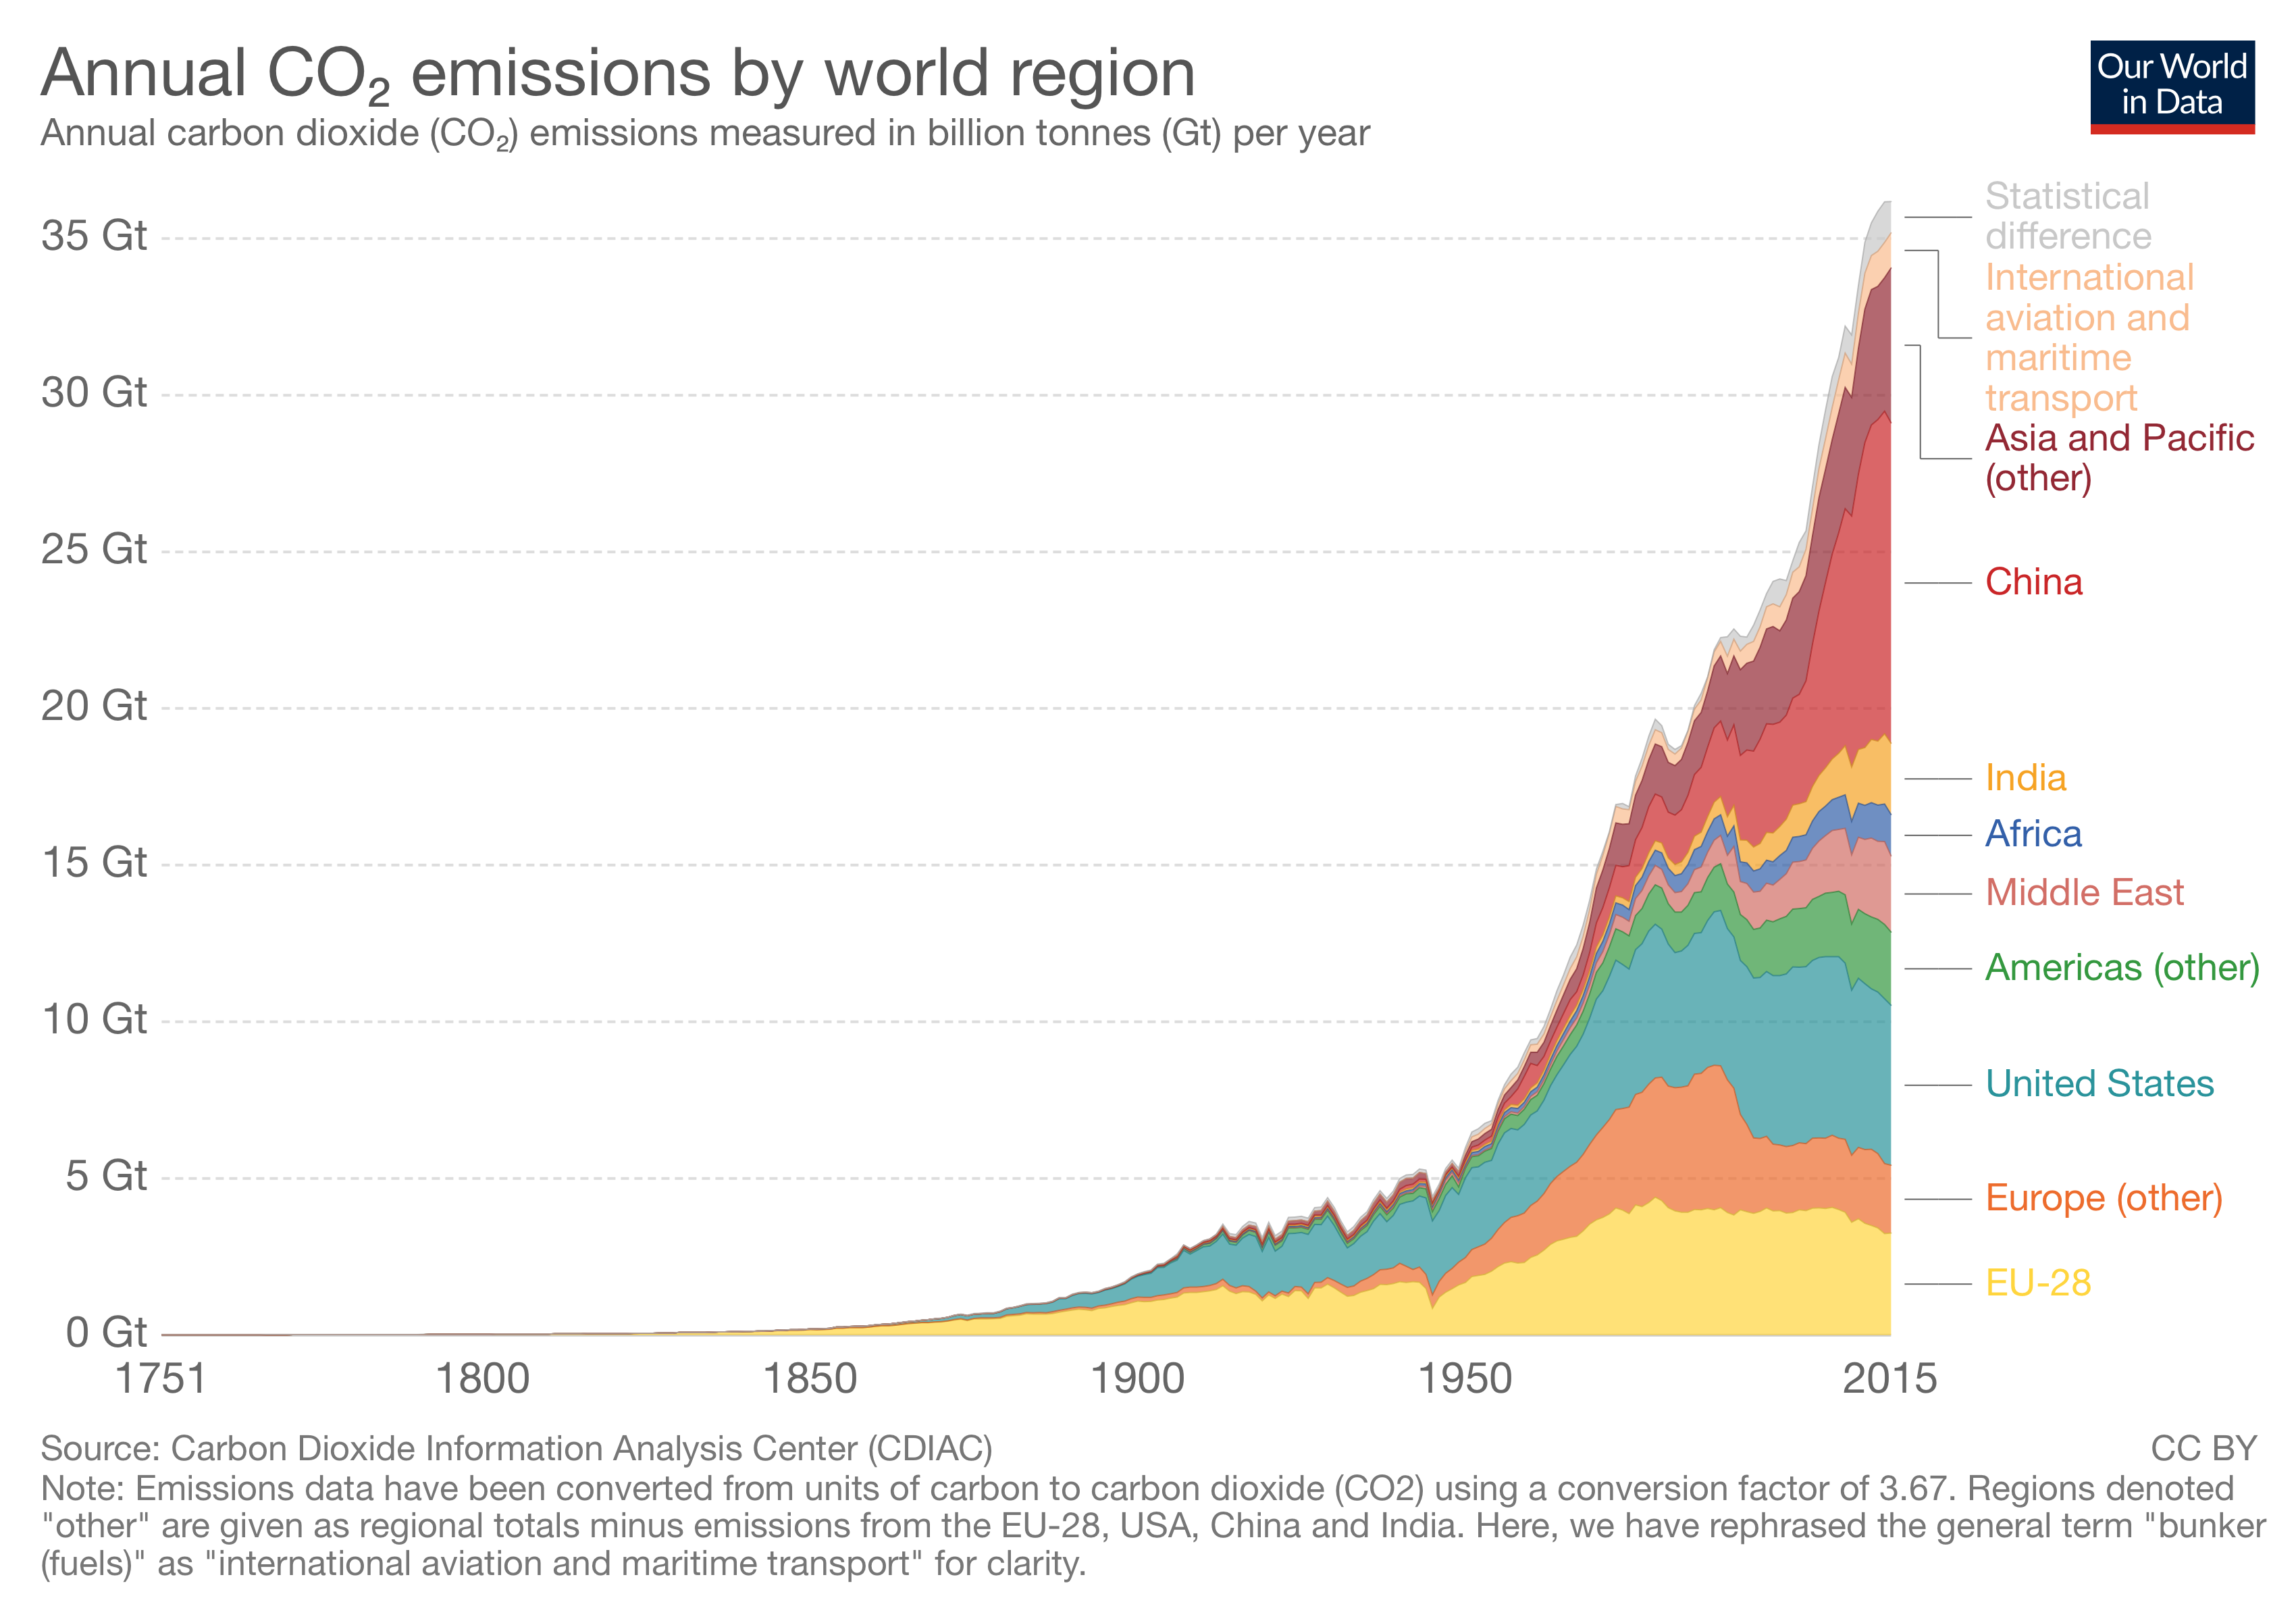 Annual CO₂ emissions by world region
Annual carbon dioxide (CO₂) emissions measured in billion tonnes (Gt) per year
Our World
in Data
35 Gt
30 Gt
25 Gt
20 Gt
15 Gt
10 Gt
5 Gt
0 Gt
1751
1800
1850
1900
1950
2015
Statistical
difference
International
aviation and
maritime
transport
Asia and Pacific
(other)
China
India
Africa
Middle East
Americas (other)
United States
Europe (other)
EU-28
Source: Carbon Dioxide Information Analysis Center (CDIAC)
CC BY
Note: Emissions data have been converted from units of carbon to carbon dioxide (CO2) using a conversion factor of 3.67. Regions denoted
"other" are given as regional totals minus emissions from the EU-28, USA, China and India. Here, we have rephrased the general term "bunker
(fuels)" as "international aviation and maritime transport" for clarity.